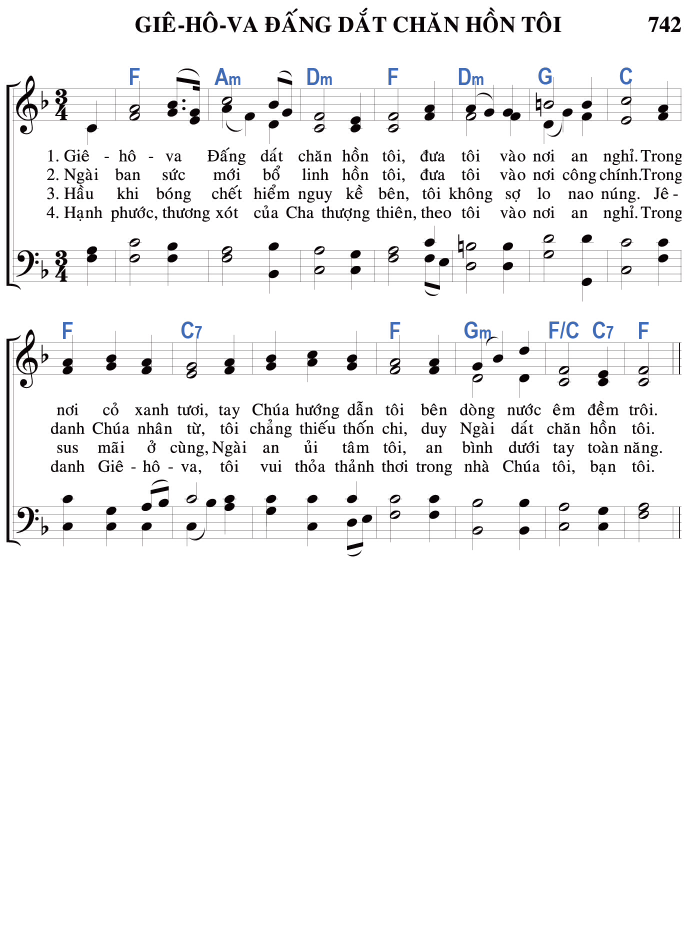 GIÊ-HÔ-VA ĐẤNG DẮT CHĂN HỒN TÔI 742
F Am Dm F Dm G C
3 4
1. Giê - hô - va Đấng dát chăn hồn tôi, đưa tôi vào nơi an nghỉ. Trong
2. Ngài ban sức mới bổ linh hồn tôi, đưa tôi vào nơi công chính. Trong
3. Hầu khi bóng chết hiểm nguy kề bên, tôi không sợ lo nao núng. Jê -
4. Hạnh phước, thương xót của Cha thượng thiên, theo tôi vào nơi an nghỉ. Trong
3 4
F C7 F Gm F/C C7 F
nơi cỏ xanh tươi, tay Chúa hướng dẫn tôi bên dòng nước êm đềm trôi.
danh Chúa nhân từ, tôi chảng thiếu thốn chi, duy Ngài dát chăn hồn tôi.
sus mãi ở cùng, Ngài an ủi tâm tôi, an bình dưới tay toàn năng.
danh Giê - hô - va, tôi vui thỏa thảnh thơi trong nhà Chúa tôi, bạn tôi.